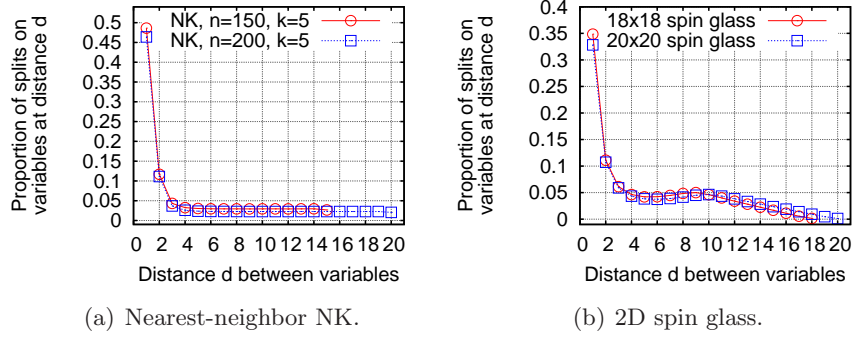 Proportion of splits on
variables at distance d
0.5
0.45
0.4
0.35
0.3
0.25
0.2
0.15
0.1
0.05
0
NK, n=150, k=5
NK, n=200, k=5
0 2 4 6 8 10 12 14 16 18 20
Distance d between variables
(a) Nearest-neighbor NK.
Proportion of splits on
variables at distance d
0.4
0.35
0.30
0.25
0.20
0.15
0.1
0.05
0
18x18 spin glass
20x20 spin glass
0 2 4 6 8 10 12 14 16 18 20
Distance d between variables
(b) 2D spin glass.